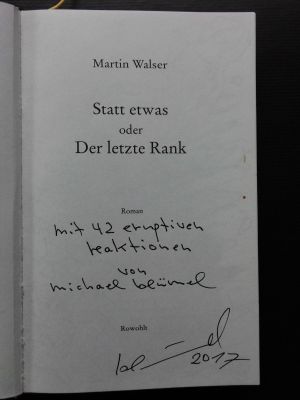 Martin Walser
Statt etwas
oder
Der letzte Rank
Roman
mit 42 eruptiven
reaktionen
von
michael blümel
Rowohlt
2017